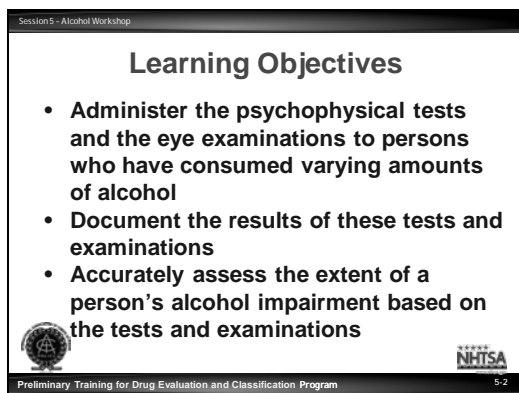 Session 5 - Alcohol Workshop
Learning Objectives
• Administer the psychophysical tests
and the eye examinations to persons
who have consumed varying amounts
of alcohol
• Document the results of these tests and
examinations
• Accurately assess the extent of a
person's alcohol impairment based on
the tests and examinations
NHTSA
Preliminary Training for Drug Evaluation and Classification Program
5-2